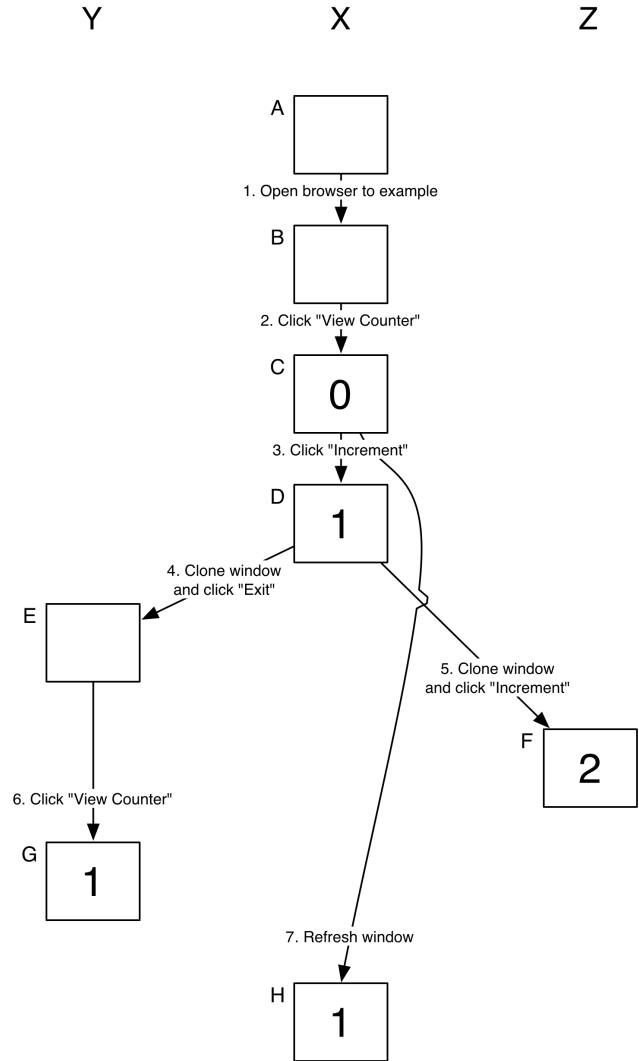 Y X Z
A
1. Open browser to example
B
2. Click "View Counter"
C
0
3. Click "Increment"
D
1
4. Clone window
and click "Exit"
E
5. Clone window
and click "Increment"
F
2
6. Click "View Counter"
G
1
7. Refresh window
H
1